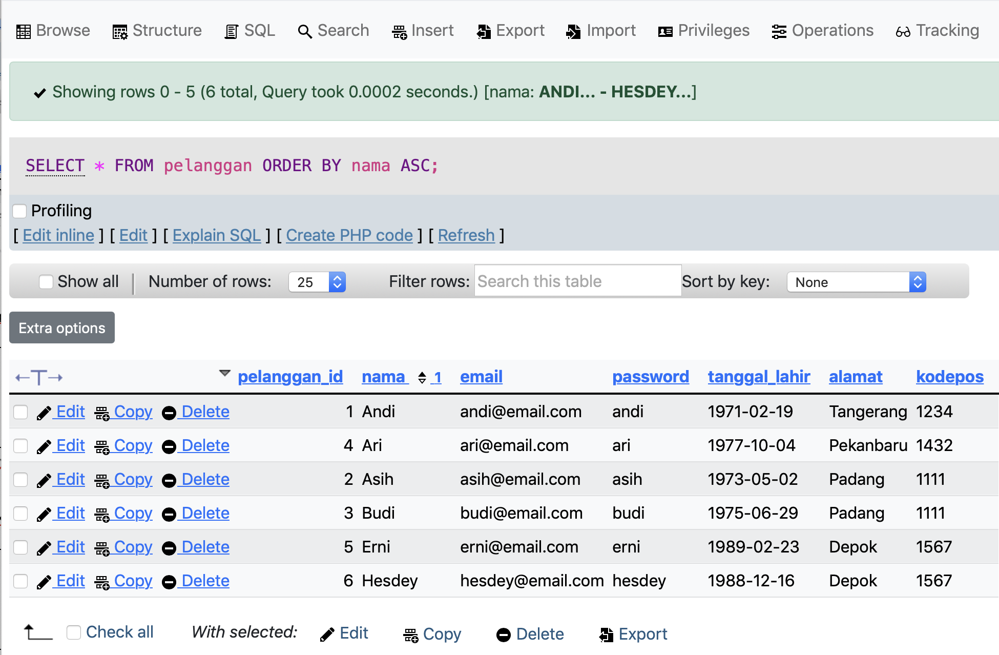 Browse Structure SQL Search Insert Export Import Privileges Operations Tracking
Showing rows 0 - 5 (6 total, Query took 0.0002 seconds.) [nama: ANDI... - HESDEY...]
SELECT * FROM pelanggan ORDER BY nama ASC;
Profiling
[ Edit inline ] [ Edit ] [ Explain SQL ] [ Create PHP code ] [ Refresh ]
Show all | Number of rows: 25 Filter rows: Search this table Sort by key: None
Extra options
←T→ pelanggan_id nama 1 email password tanggal_lahir alamat kodepos
Edit Copy Delete 1 Andi andi@email.com andi 1971-02-19 Tangerang 1234
Edit Copy Delete 4 Ari ari@email.com ari 1977-10-04 Pekanbaru 1432
Edit Copy Delete 2 Asih asih@email.com asih 1973-05-02 Padang 1111
Edit Copy Delete 3 Budi budi@email.com budi 1975-06-29 Padang 1111
Edit Copy Delete 5 Erni erni@email.com erni 1989-02-23 Depok 1567
Edit Copy Delete 6 Hesdey hesdey@email.com hesdey 1988-12-16 Depok 1567
Check all With selected: Edit Copy Delete Export